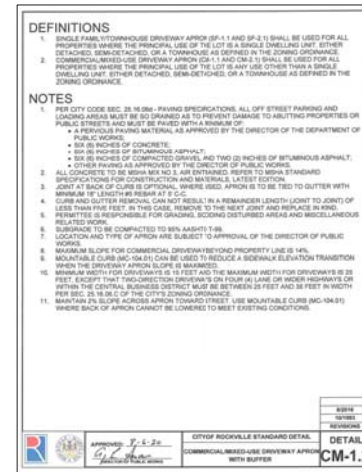 DEFINITIONS
1. SINGLE FAMILY/TOWNHOUSE DRIVEWAY APRON (SF-1.1 AND SF-2.1) SHALL BE USED FOR ALL
PROPERTIES WHERE THE PRINCIPAL USE OF THE LOT IS A SINGLE DWELLING UNIT. EITHER
DETACHED, SEMI-DETACHED, OR A TOWNHOUSE AS DEFINED IN THE ZONING ORDINANCE.
2. COMMERCIAL/MIXED-USE DRIVEWAY APRON (CM-1.1 AND CM-2.1) SHALL BE USED FOR ALL
PROPERTIES WHERE THE PRINCIPAL USE OF THE LOT IS ANY USE OTHER THAN A SINGLE
DWELLING UNIT. EITHER DETACHED, SEMI-DETACHED, OR A TOWNHOUSE AS DEFINED IN THE
ZONING ORDINANCE.
NOTES
1. PER CITY CODE SEC. 25.16.06d - PAVING SPECIFICATIONS, ALL OFF STREET PARKING AND
LOADING AREAS MUST BE SO DRAINED AS TO PREVENT DAMAGE TO ABUTTING PROPERTIES OR
PUBLIC STREETS AND MUST BE PAVED WITH A MINIMUM OF:
• A PERVIOUS PAVING MATERIAL AS APPROVED BY THE DIRECTOR OF THE DEPARTMENT OF
PUBLIC WORKS;
• SIX (6) INCHES OF CONCRETE;
• SIX (6) INCHES OF BITUMINOUS ASPHALT;
• SIX (6) INCHES OF COMPACTED GRAVEL AND TWO (2) INCHES OF BITUMINOUS ASPHALT;
• OTHER PAVING AS APPROVED BY THE DIRECTOR OF PUBLIC WORKS.
2. ALL CONCRETE TO BE MSHA MIX NO. 3, AIR ENTRAINED. REFER TO MSHA STANDARD
SPECIFICATIONS FOR CONSTRUCTION AND MATERIALS, LATEST EDITION.
3. JOINT AT BACK OF CURB IS OPTIONAL. WHERE USED, APRON IS TO BE TIED TO GUTTER WITH
MINIMUM 18" LENGTH #5 REBAR AT C-C.
4. CURB AND GUTTER REMOVAL CAN NOT RESULT IN A REMAINDER LENGTH (JOINT TO JOINT) OF
LESS THAN FIVE FEET. IN THIS CASE, REMOVE TO THE NEXT JOINT AND REPLACE IN KIND.
5. PERMITTEE IS RESPONSIBLE FOR GRADING, SODDING DISTURBED AREAS AND MISCELLANEOUS
RELATED WORK.
6. SUBGRADE TO BE COMPACTED TO 95% AASHTO T-99.
7. LOCATION AND TYPE OF APRON ARE SUBJECT TO APPROVAL OF THE DIRECTOR OF PUBLIC
WORKS.
8. MAXIMUM SLOPE FOR COMMERCIAL DRIVEWAY BEYOND PROPERTY LINE IS 14%.
9. MOUNTABLE CURB (MC-104.01) CAN BE USED TO REDUCE A SIDEWALK ELEVATION TRANSITION
WHEN THE DRIVEWAY APRON SLOPE IS MAXIMIZED.
10. MINIMUM WIDTH FOR DRIVEWAYS IS 10 FEET AND THE MAXIMUM WIDTH FOR DRIVEWAYS IS 25
FEET, EXCEPT THAT TWO-DIRECTION DRIVEWAYS ON FOUR (4) LANE OR WIDER HIGHWAYS OR
WITHIN THE CENTRAL BUSINESS DISTRICT MUST BE BETWEEN 25 FEET AND 35 FEET IN WIDTH
PER SEC. 25.16.06.C OF THE CITY'S ZONING ORDINANCE.
11. MAINTAIN 2% SLOPE ACROSS APRON TOWARD STREET. USE MOUNTABLE CURB (MC-104.01)
WHERE BACK OF APRON CANNOT BE LOWERED TO MEET EXISTING CONDITIONS.
6/2016
10/1993
REVISIONS
APPROVED: 8-6-20
DIRECTOR OF PUBLIC WORKS
CITY OF ROCKVILLE STANDARD DETAIL
COMMERCIAL/MIXED-USE DRIVEWAY APRON
WITH BUFFER
DETAIL
CM-1.